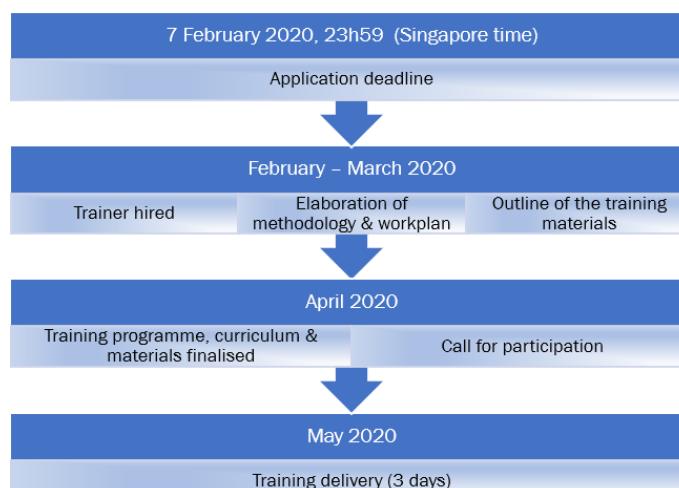 7 February 2020, 23h59 (Singapore time)
Application deadline
February – March 2020
Trainer hired
Elaboration of
methodology & workplan
Outline of the training
materials
April 2020
Training programme, curriculum &
materials finalised
Call for participation
May 2020
Training delivery (3 days)